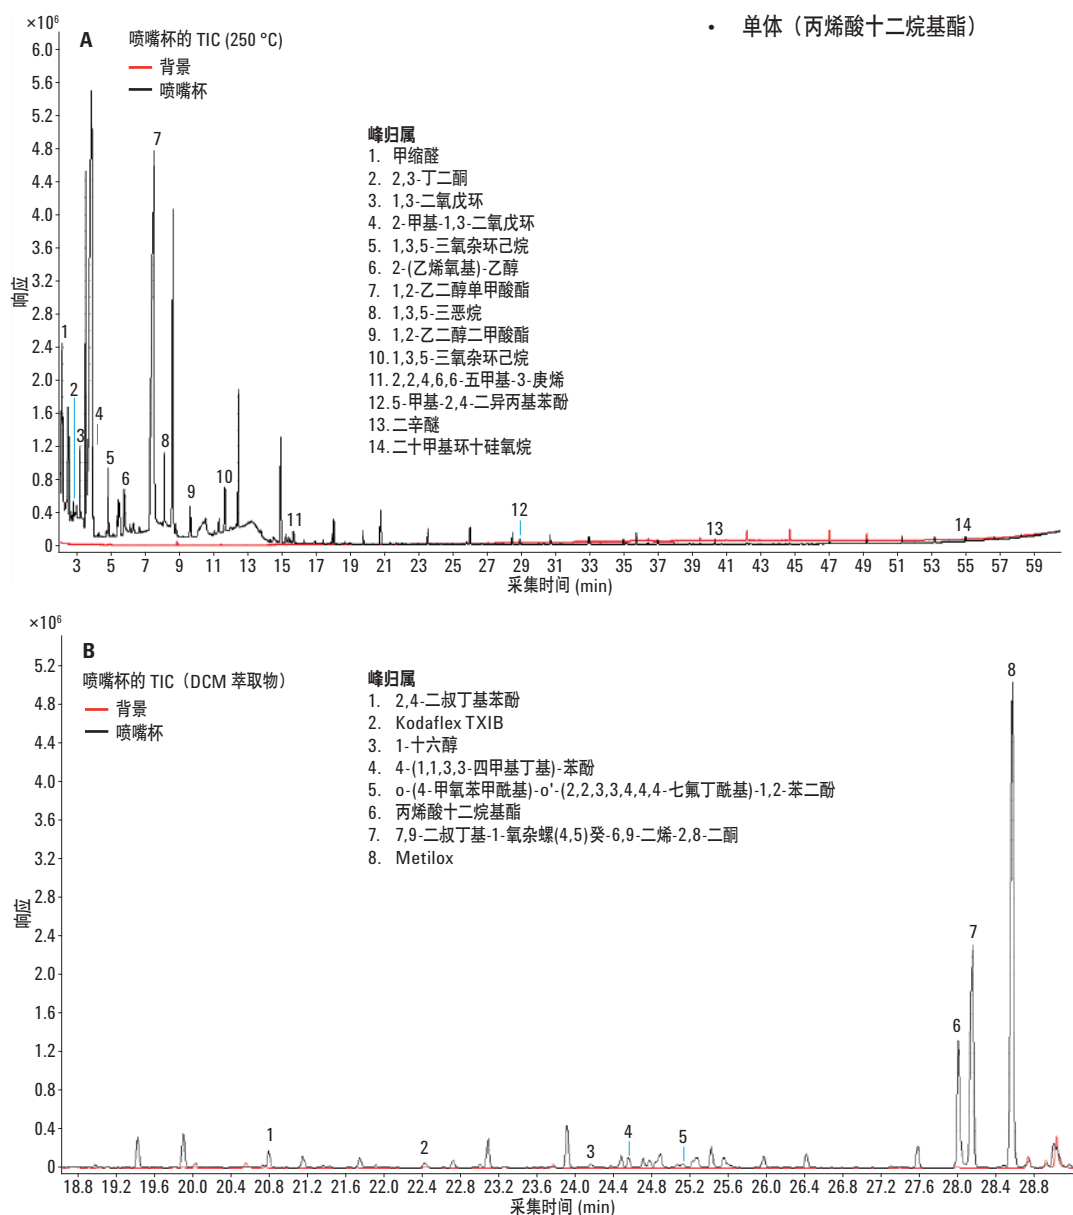 • 单体（丙烯酸十二烷基酯）
×10⁶
A
喷嘴杯的 TIC (250 °C)
背景
喷嘴杯
峰归属
1. 甲缩醛
2. 2,3-丁二酮
3. 1,3-二氧戊环
4. 2-甲基-1,3-二氧戊环
5. 1,3,5-三氧杂环己烷
6. 2-(乙烯氧基)-乙醇
7. 1,2-乙二醇单甲酸酯
8. 1,3,5-三恶烷
9. 1,2-乙二醇二甲酸酯
10. 1,3,5-三氧杂环己烷
11. 2,2,4,6,6-五甲基-3-庚烯
12. 5-甲基-2,4-二异丙基苯酚
13. 二辛醚
14. 二十甲基环十硅氧烷
6.0
5.6
5.2
4.8
4.4
4.0
3.6
3.2
2.8
2.4
2.0
1.6
1.2
0.8
0.4
0
响应
1
2
3
4
5
6
7
8
9
10
11
12
13
14
3 5 7 9 11 13 15 17 19 21 23 25 27 29 31 33 35 37 39 41 43 45 47 49 51 53 55 57 59
采集时间 (min)
×10⁶
B
喷嘴杯的 TIC（DCM 萃取物）
背景
喷嘴杯
峰归属
1. 2,4-二叔丁基苯酚
2. Kodaflex TXIB
3. 1-十六醇
4. 4-(1,1,3,3-四甲基丁基)-苯酚
5. o-(4-甲氧苯甲酰基)-o'-(2,2,3,3,4,4,4-七氟丁酰基)-1,2-苯二酚
6. 丙烯酸十二烷基酯
7. 7,9-二叔丁基-1-氧杂螺(4,5)癸-6,9-二烯-2,8-二酮
8. Metilox
5.2
4.8
4.4
4.0
3.6
3.2
2.8
2.4
2.0
1.6
1.2
0.8
0.4
0
响应
1
2
3
4
5
6
7
8
18.8 19.2 19.6 20.0 20.4 20.8 21.2 21.6 22.0 22.4 22.8 23.2 23.6 24.0 24.4 24.8 25.2 25.6 26.0 26.4 26.8 27.2 27.6 28.0 28.4 28.8
采集时间 (min)